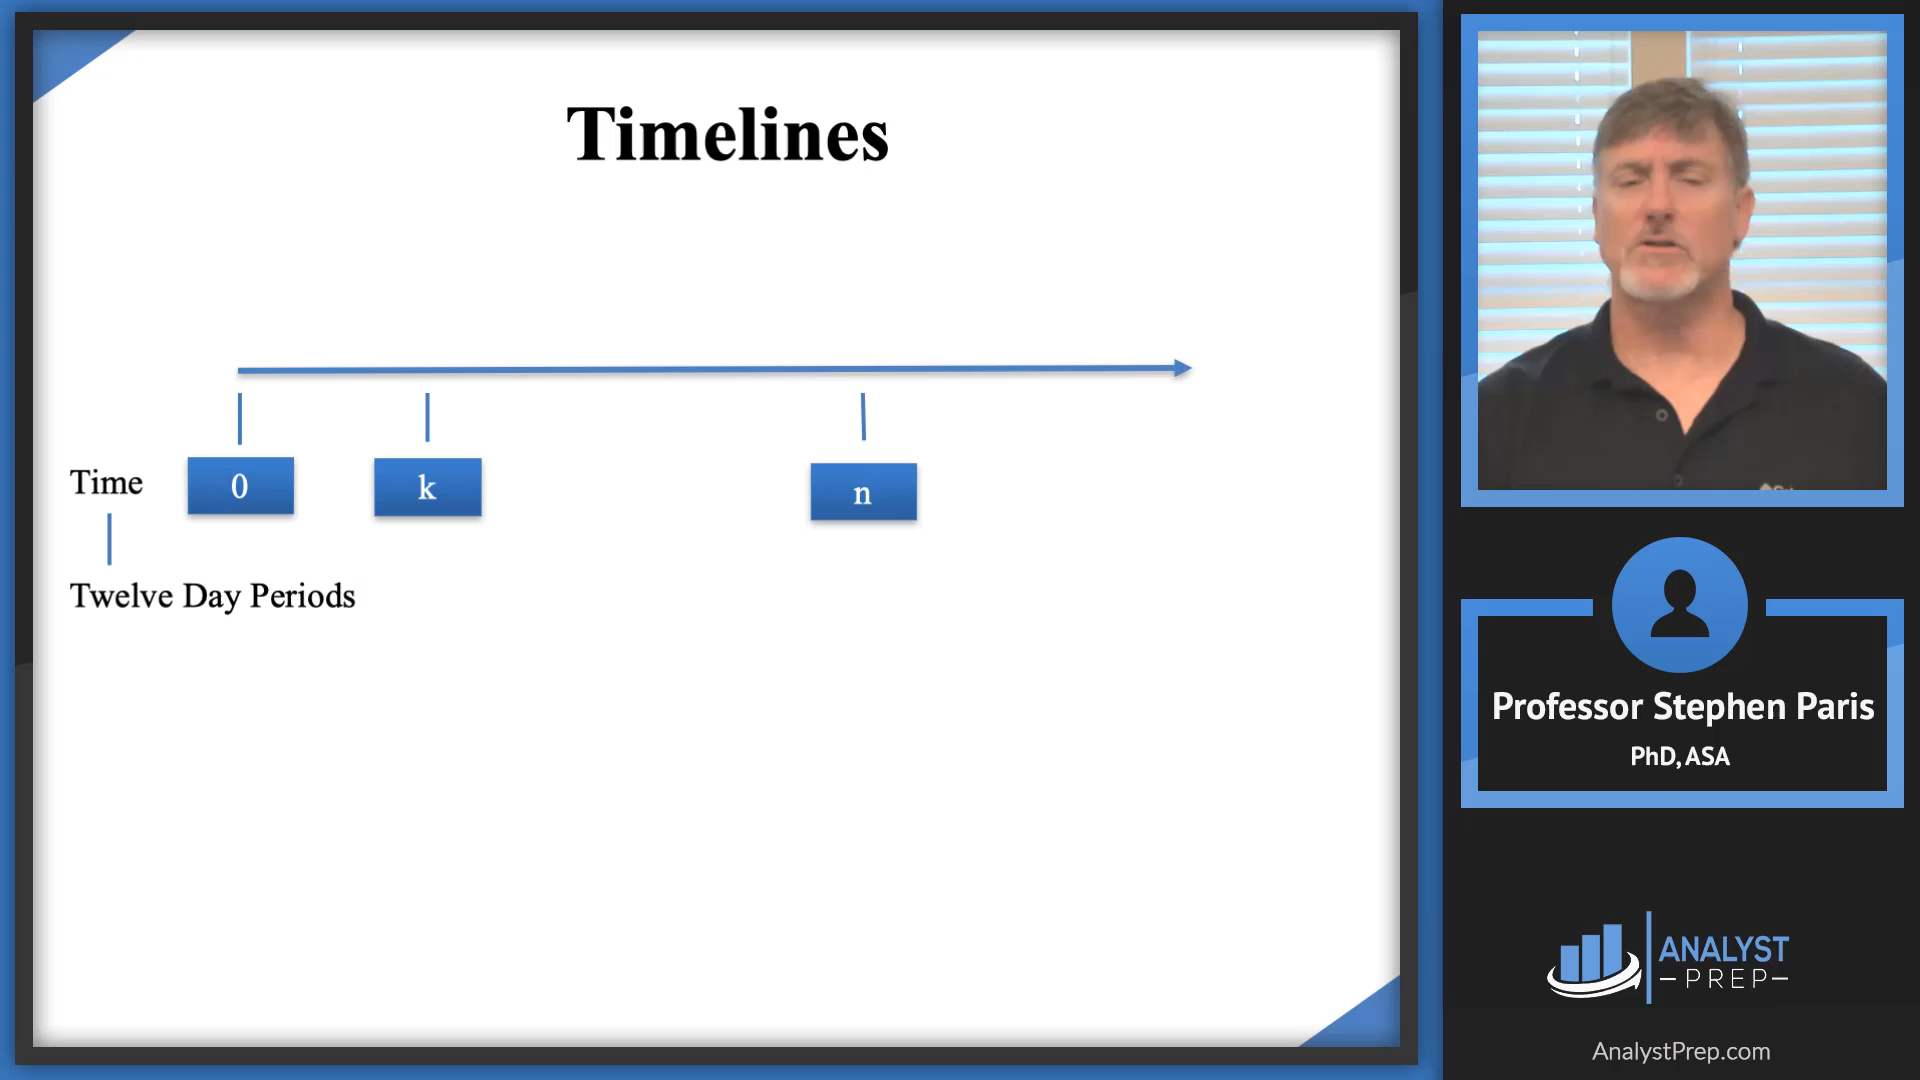 Timelines
Time 0 k n
Twelve Day Periods
Professor Stephen Paris
PhD, ASA
ANALYST
PREP
AnalystPrep.com